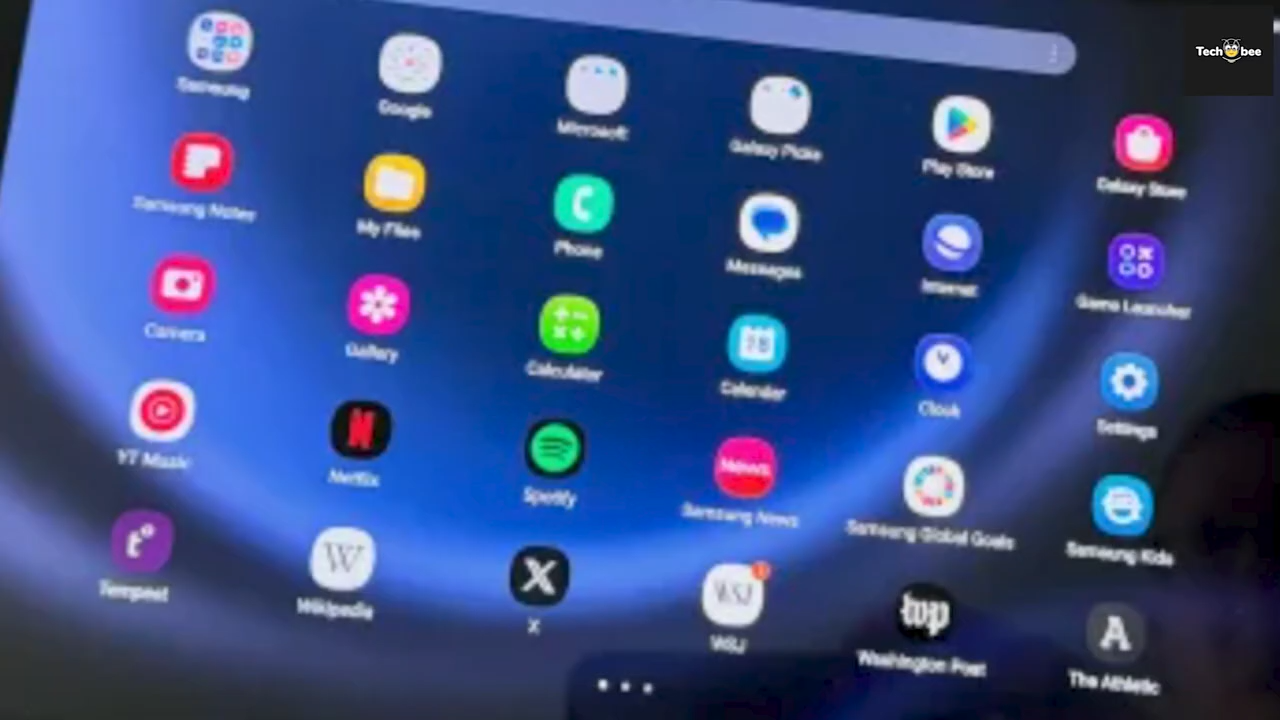 Tech bee
Samsung
Google
Microsoft
Play Store
Galaxy Store
Samsung Notes
My Files
Phone
Messages
Internet
Game Launcher
Camera
Gallery
Calculator
Calendar
Clock
Settings
YT Music
N
Netflix
Spotify
News
Samsung News
Samsung Global Goals
Samsung Kids
t
Tempest
W
Wikipedia
X
X
WSJ
WSJ
wp
Washington Post
A
The Athletic